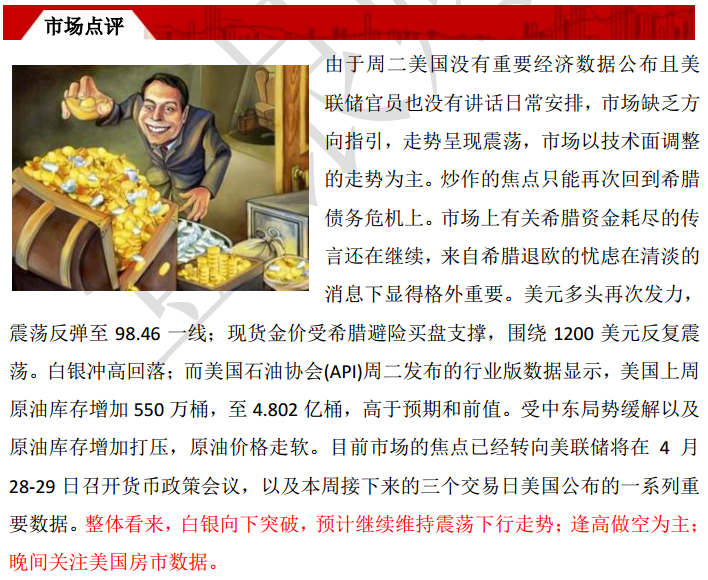 市场点评
由于周二美国没有重要经济数据公布且美
联储官员也没有讲话日常安排，市场缺乏方
向指引，走势呈现震荡，市场以技术面调整
的走势为主。炒作的焦点只能再次回到希腊
债务危机上。市场上有关希腊资金耗尽的传
言还在继续，来自希腊退欧的忧虑在清淡的
消息下显得格外重要。美元多头再次发力，
震荡反弹至 98.46 一线；现货金价受希腊避险买盘支撑，围绕 1200 美元反复震
荡。白银冲高回落；而美国石油协会(API)周二发布的行业版数据显示，美国上周
原油库存增加 550 万桶，至 4.802 亿桶，高于预期和前值。受中东局势缓解以及
原油库存增加打压，原油价格走软。目前市场的焦点已经转向美联储将在 4 月
28-29 日召开货币政策会议，以及本周接下来的三个交易日美国公布的一系列重
要数据。整体看来，白银向下突破，预计继续维持震荡下行走势；逢高做空为主；
晚间关注美国房市数据。